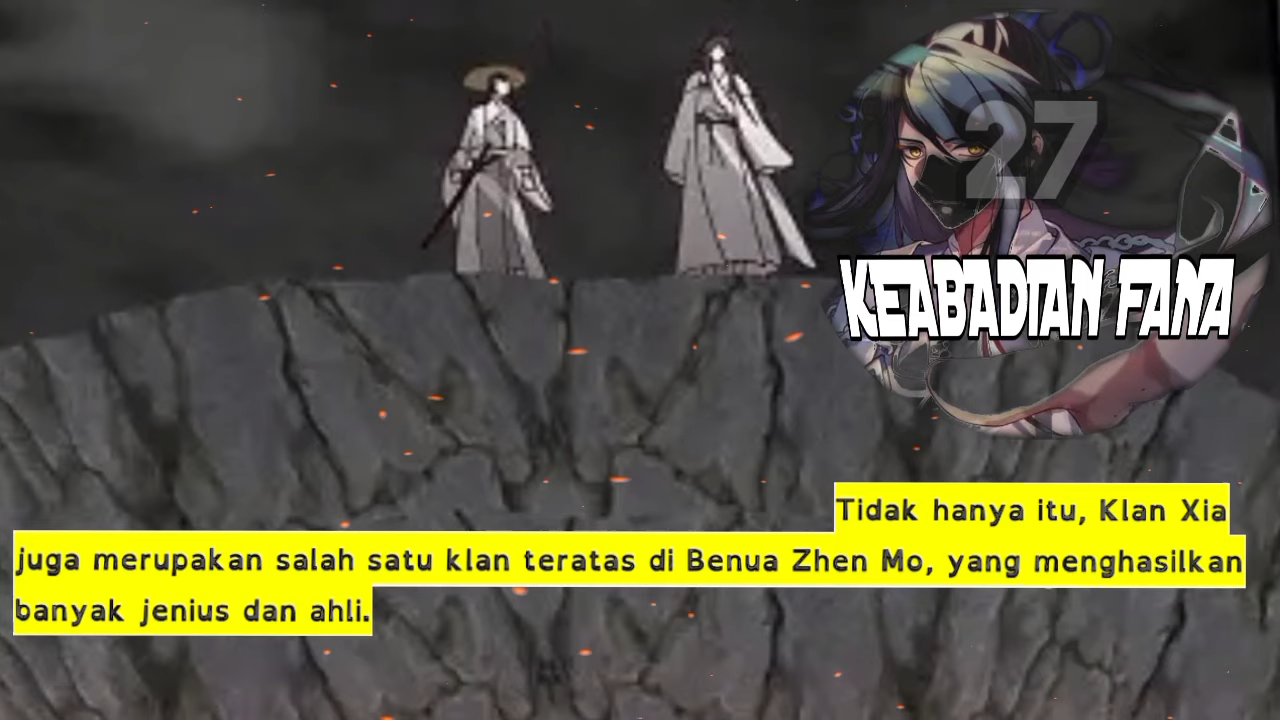 27
KEABADIAN FANA
Tidak hanya itu, Klan Xia
juga merupakan salah satu klan teratas di Benua Zhen Mo, yang menghasilkan
banyak jenius dan ahli.